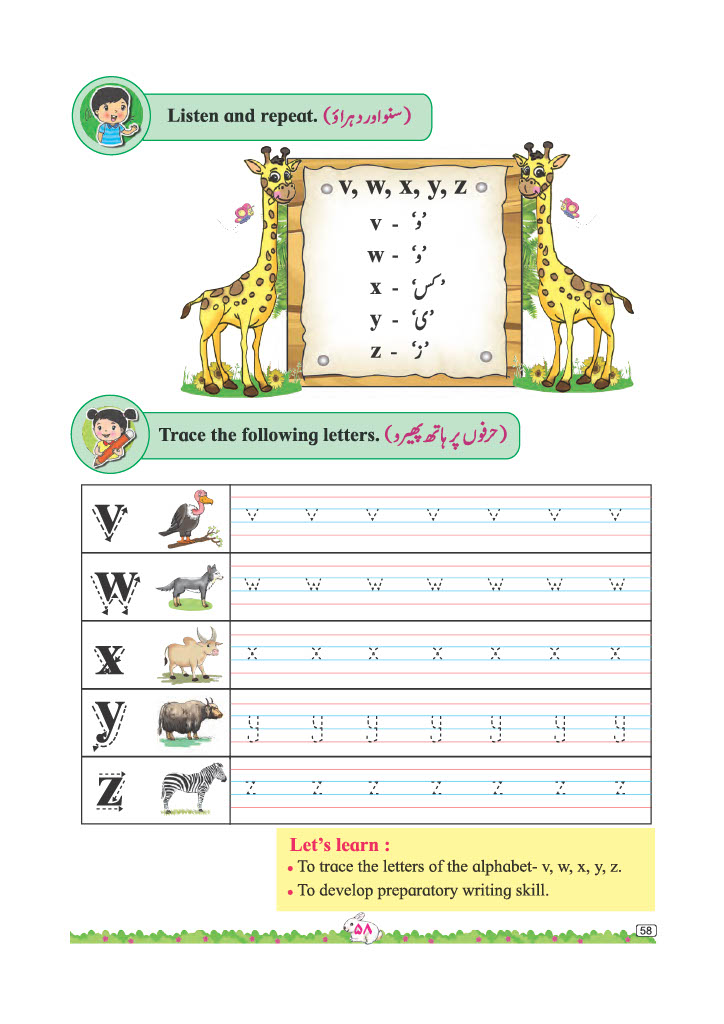 Listen and repeat. (سنو اور دہراؤ)
v, w, x, y, z
v - ’وٗ‘
w - ’وٗ‘
x - ’کس‘
y - ’ی‘
z - ’ز‘
Trace the following letters. (حرفوں پر ہاتھ پھیرو)
v v v v v v v v
w w w w w w w w
x x x x x x x x
y y y y y y y y
z z z z z z z z
Let’s learn :
• To trace the letters of the alphabet- v, w, x, y, z.
• To develop preparatory writing skill.
۵۸
58